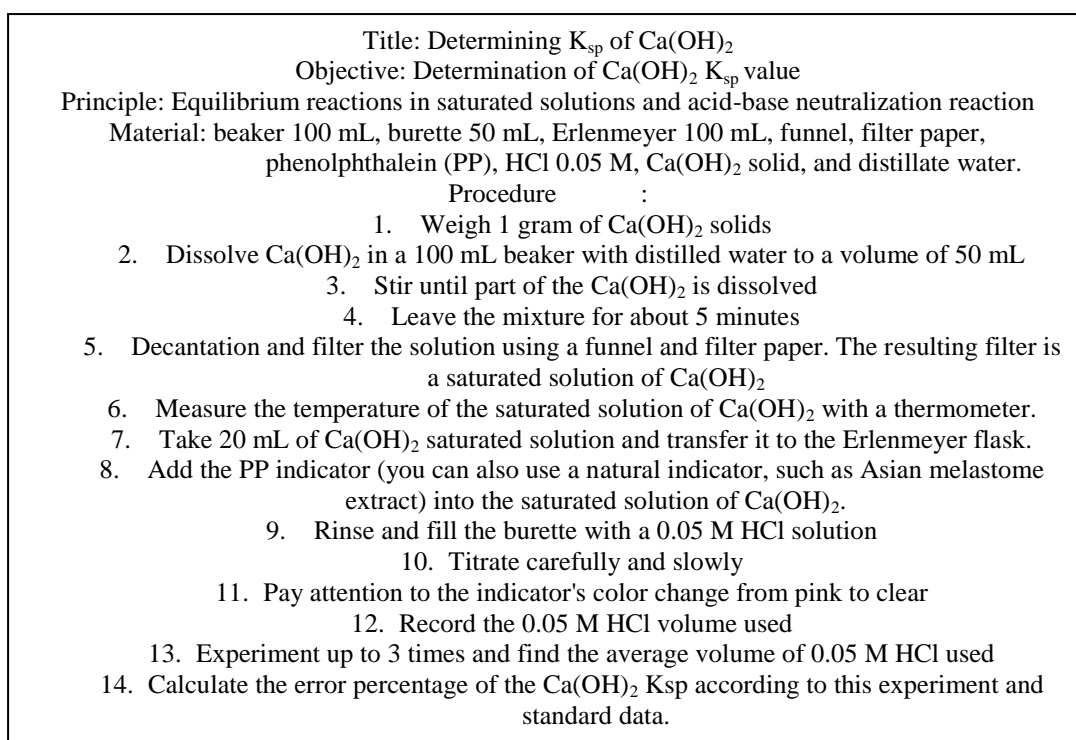 Title: Determining Ksp of Ca(OH)2
Objective: Determination of Ca(OH)2 Ksp value
Principle: Equilibrium reactions in saturated solutions and acid-base neutralization reaction
Material: beaker 100 mL, burette 50 mL, Erlenmeyer 100 mL, funnel, filter paper,
phenolphthalein (PP), HCl 0.05 M, Ca(OH)2 solid, and distillate water.
Procedure :
1. Weigh 1 gram of Ca(OH)2 solids
2. Dissolve Ca(OH)2 in a 100 mL beaker with distilled water to a volume of 50 mL
3. Stir until part of the Ca(OH)2 is dissolved
4. Leave the mixture for about 5 minutes
5. Decantation and filter the solution using a funnel and filter paper. The resulting filter is
a saturated solution of Ca(OH)2
6. Measure the temperature of the saturated solution of Ca(OH)2 with a thermometer.
7. Take 20 mL of Ca(OH)2 saturated solution and transfer it to the Erlenmeyer flask.
8. Add the PP indicator (you can also use a natural indicator, such as Asian melastome
extract) into the saturated solution of Ca(OH)2.
9. Rinse and fill the burette with a 0.05 M HCl solution
10. Titrate carefully and slowly
11. Pay attention to the indicator's color change from pink to clear
12. Record the 0.05 M HCl volume used
13. Experiment up to 3 times and find the average volume of 0.05 M HCl used
14. Calculate the error percentage of the Ca(OH)2 Ksp according to this experiment and
standard data.